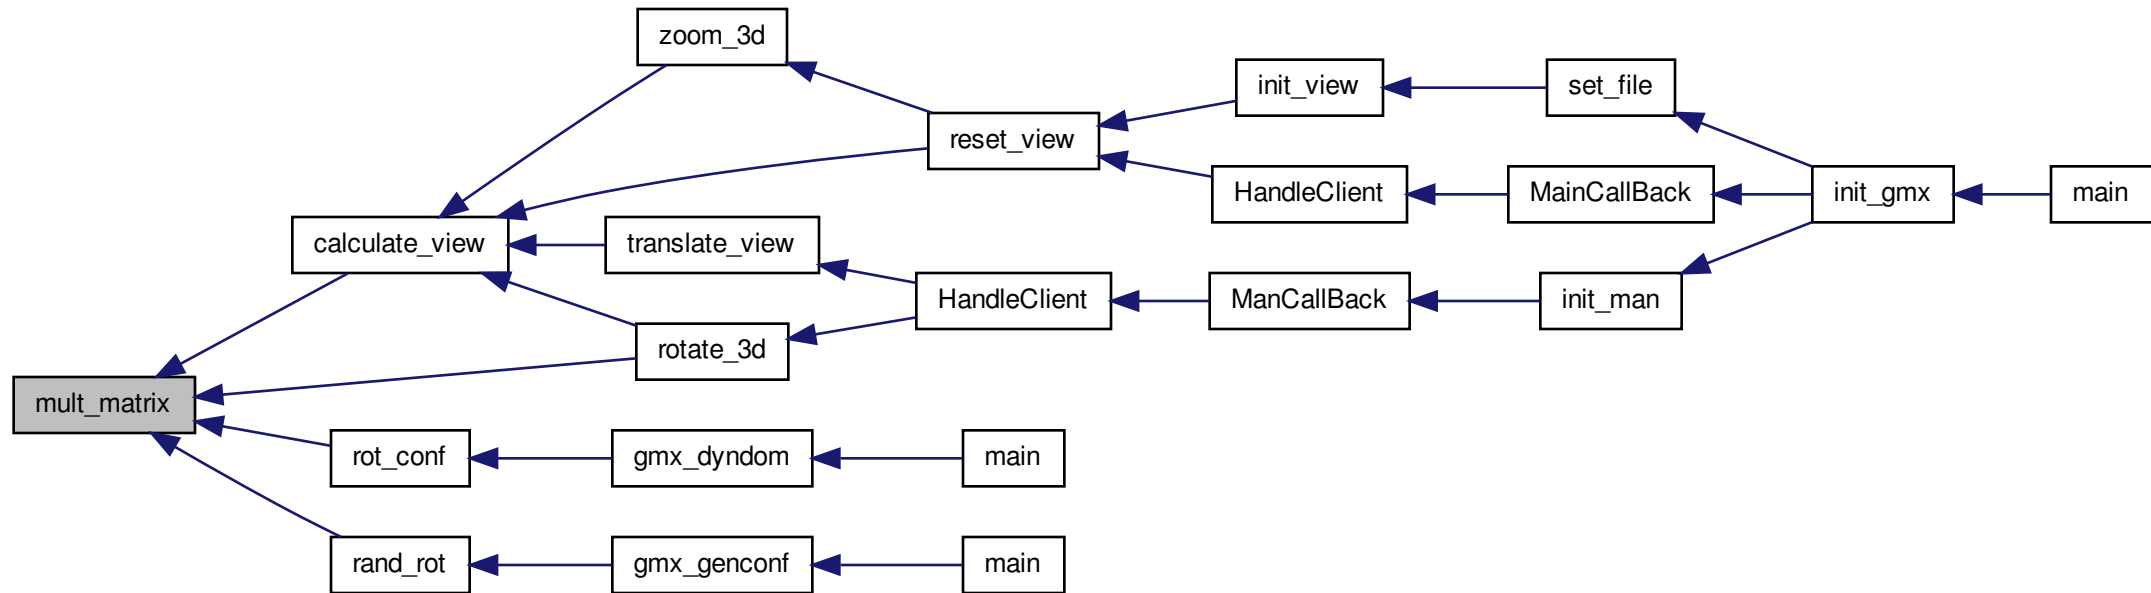 zoom_3d
init_view
set_file
reset_view
HandleClient
MainCallBack
init_gmx
main
calculate_view
translate_view
HandleClient
ManCallBack
init_man
rotate_3d
mult_matrix
rot_conf
gmx_dyndom
main
rand_rot
gmx_genconf
main